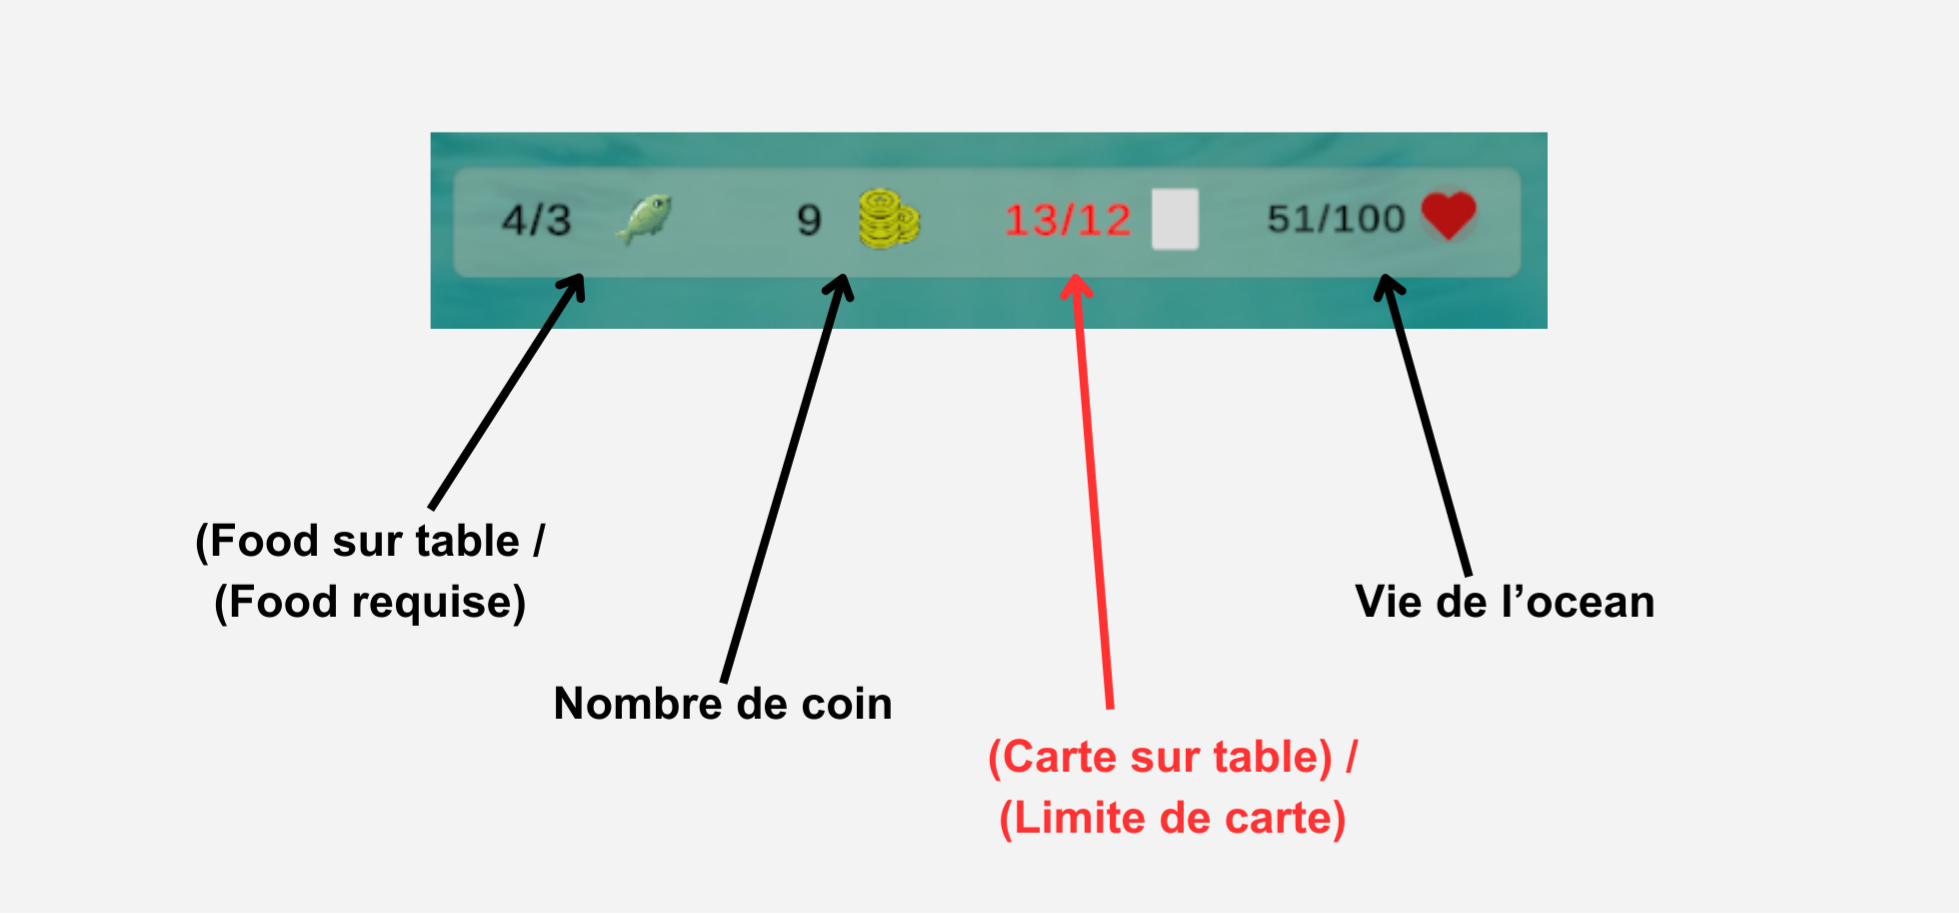 4/3 9 13/12 51/100
(Food sur table /
(Food requise)
Vie de l’ocean
Nombre de coin
(Carte sur table) /
(Limite de carte)